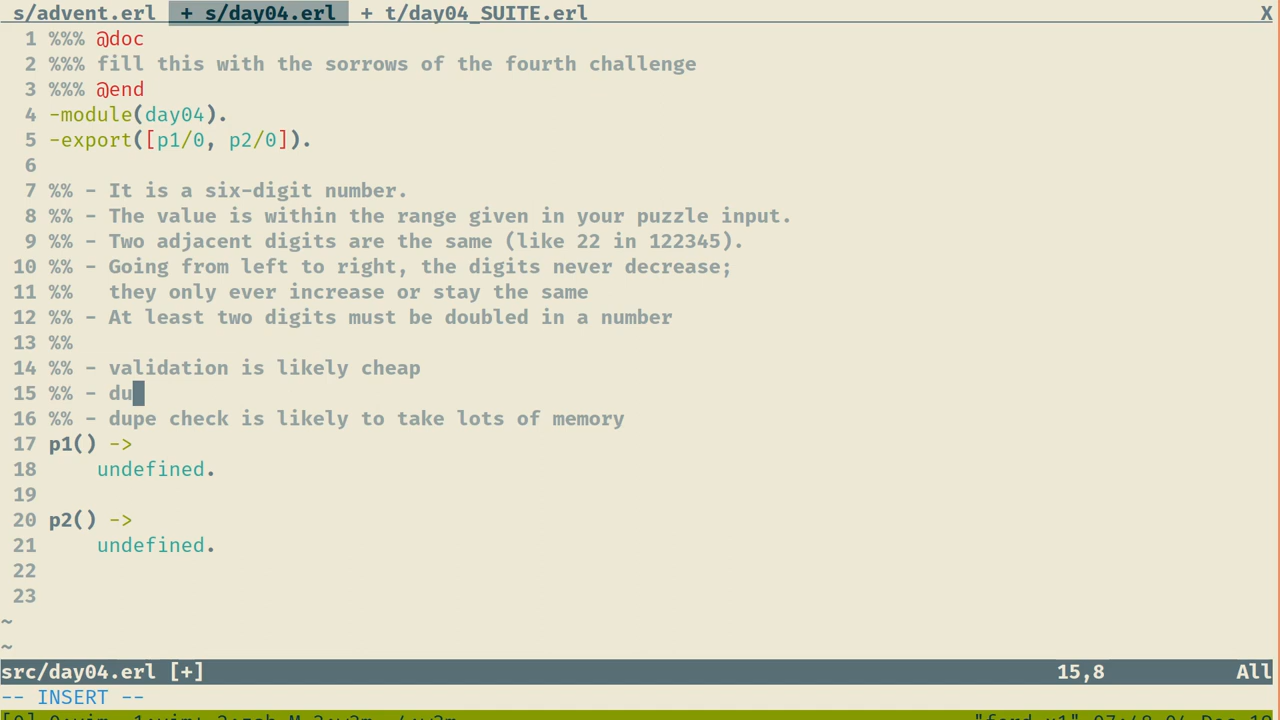 s/advent.erl + s/day04.erl + t/day04_SUITE.erl X
1 %%% @doc
2 %%% fill this with the sorrows of the fourth challenge
3 %%% @end
4 -module(day04).
5 -export([p1/0, p2/0]).
6
7 %% - It is a six-digit number.
8 %% - The value is within the range given in your puzzle input.
9 %% - Two adjacent digits are the same (like 22 in 122345).
10 %% - Going from left to right, the digits never decrease;
11 %%   they only ever increase or stay the same
12 %% - At least two digits must be doubled in a number
13 %%
14 %% - validation is likely cheap
15 %% - du
16 %% - dupe check is likely to take lots of memory
17 p1() ->
18     undefined.
19
20 p2() ->
21     undefined.
22
23
~
~
src/day04.erl [+] 15,8 All
-- INSERT --